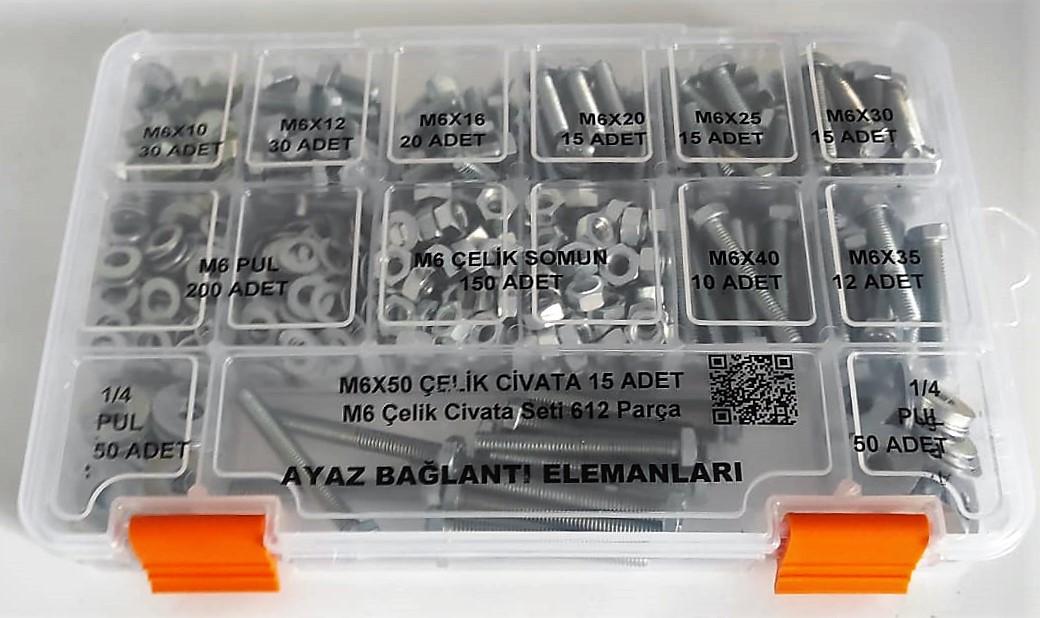 M6X10
30 ADET
M6X12
30 ADET
M6X16
20 ADET
M6X20
15 ADET
M6X25
15 ADET
M6X30
15 ADET
M6 PUL
200 ADET
M6 ÇELİK SOMUN
150 ADET
M6X40
10 ADET
M6X35
12 ADET
1/4
PUL
50 ADET
M6X50 ÇELİK CİVATA 15 ADET
M6 Çelik Civata Seti 612 Parça
AYAZ BAĞLANTI ELEMANLARI
1/4
PUL
50 ADET